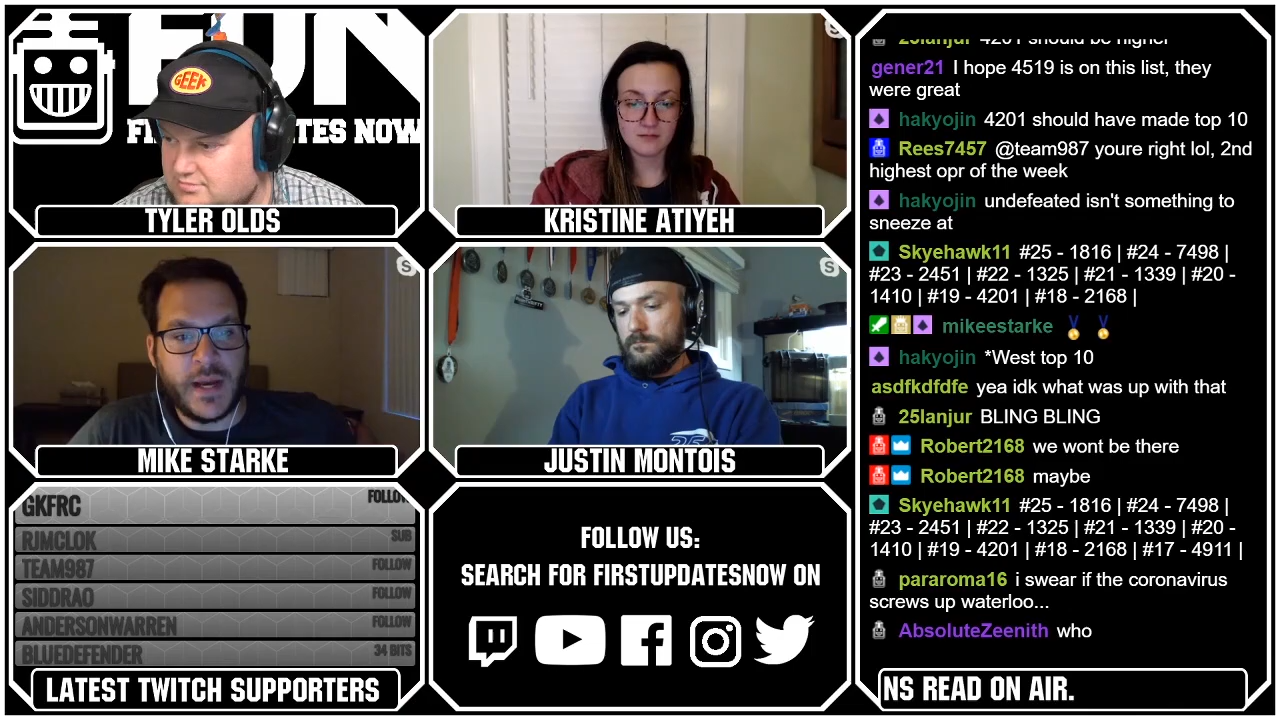 FUN
GEEK
TYLER OLDS
KRISTINE ATIYEH
MIKE STARKE
JUSTIN MONTOIS
GKFRC FOLLOW
RJMCLOK SUB
TEAM987 FOLLOW
SIDDRAO FOLLOW
ANDERSONWARREN FOLLOW
BLUEDEFENDER 34 BITS
LATEST TWITCH SUPPORTERS
FOLLOW US:
SEARCH FOR FIRSTUPDATESNOW ON
25lanjur 4201 should be higher
gener21 I hope 4519 is on this list, they
were great
hakyojin 4201 should have made top 10
Rees7457 @team987 youre right lol, 2nd
highest opr of the week
hakyojin undefeated isn't something to
sneeze at
Skyehawk11 #25 - 1816 | #24 - 7498 |
#23 - 2451 | #22 - 1325 | #21 - 1339 | #20 -
1410 | #19 - 4201 | #18 - 2168 |
mikeestarke
hakyojin *West top 10
asdfkdfdfe yea idk what was up with that
25lanjur BLING BLING
Robert2168 we wont be there
Robert2168 maybe
Skyehawk11 #25 - 1816 | #24 - 7498 |
#23 - 2451 | #22 - 1325 | #21 - 1339 | #20 -
1410 | #19 - 4201 | #18 - 2168 | #17 - 4911 |
pararoma16 i swear if the coronavirus
screws up waterloo...
AbsoluteZeenith who
NS READ ON AIR.